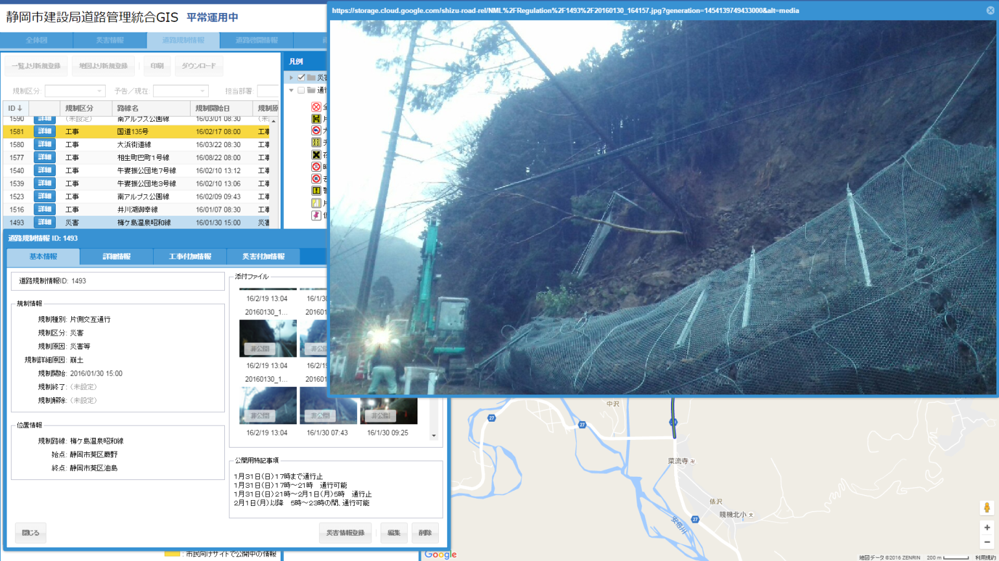 静岡市建設局道路管理統合GIS 平常運用中
全体図 災害情報 道路規制情報 道路啓開情報
一覧より新規登録 地図より新規登録 印刷 ダウンロード
規制区分: 予告／現在: 担当部署
ID 規制区分 路線名 規制開始日 規制原
1590 詳細 (未設定) 南アルプス公園線 16/03/01 08:30
1581 詳細 工事 国道135号 16/02/17 08:00 工事
1580 詳細 工事 大浜街道線 16/03/22 08:30 工事
1577 詳細 工事 相生町巴町1号線 16/08/22 08:00 工事
1540 詳細 工事 牛妻振公団地7号線 16/02/10 13:12 工事
1539 詳細 工事 牛妻振公団地3号線 16/02/10 13:06 工事
1523 詳細 工事 南アルプス公園線 16/02/09 09:43 工事
1516 詳細 工事 井川湖御幸線 16/01/07 08:30 工事
1493 詳細 災害 梅ケ島温泉昭和線 16/01/30 15:00 災害
凡例
https://storage.cloud.google.com/shizu-road-rel/NML%2FRegulation%2F1493%2F20160130_164157.jpg?generation=1454139749433000&alt=media
道路規制情報 ID: 1493
基本情報 詳細情報 工事付加情報 災害付加情報
道路規制情報ID: 1493
規制情報
規制種別: 片側交互通行
規制区分: 災害
規制原因: 災害等
規制詳細原因: 崩土
規制開始: 2016/01/30 15:00
規制終了: (未設定)
規制解除: (未設定)
位置情報
規制路線: 梅ケ島温泉昭和線
始点: 静岡市葵区蕨野
終点: 静岡市葵区油島
添付ファイル
16/2/19 13:04
20160130_1...
非公開
16/2/19 13:04
20160130_1...
非公開 非公開 非公開
16/2/19 13:04 16/1/30 07:43 16/1/30 09:25
公開用特記事項
1月31日(日)17時まで通行止
1月31日(日)17時～21時 通行可能
1月31日(日)21時～2月1日(月)5時 通行止
2月1日(月)以降 5時～23時の間、通行可能
閉じる 災害情報登録 編集 削除
: 市民向けサイトで公開中の情報
中沢
27
27
菜流寺
俵沢
賤機北小
27
安倍川
Google
地図データ ©2016 ZENRIN 200 m 利用規約